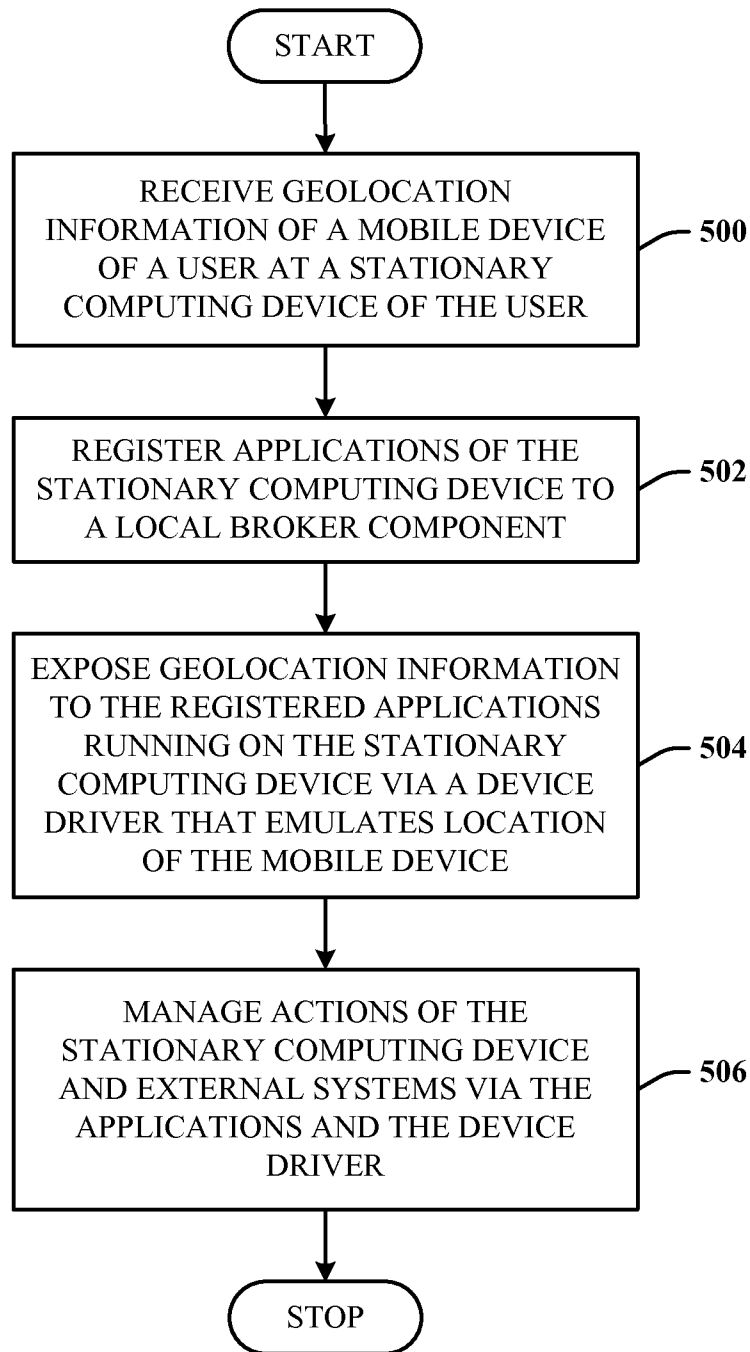 START
RECEIVE GEOLOCATION
INFORMATION OF A MOBILE DEVICE
OF A USER AT A STATIONARY
COMPUTING DEVICE OF THE USER
500
REGISTER APPLICATIONS OF THE
STATIONARY COMPUTING DEVICE TO
A LOCAL BROKER COMPONENT
502
EXPOSE GEOLOCATION INFORMATION
TO THE REGISTERED APPLICATIONS
RUNNING ON THE STATIONARY
COMPUTING DEVICE VIA A DEVICE
DRIVER THAT EMULATES LOCATION
OF THE MOBILE DEVICE
504
MANAGE ACTIONS OF THE
STATIONARY COMPUTING DEVICE
AND EXTERNAL SYSTEMS VIA THE
APPLICATIONS AND THE DEVICE
DRIVER
506
STOP